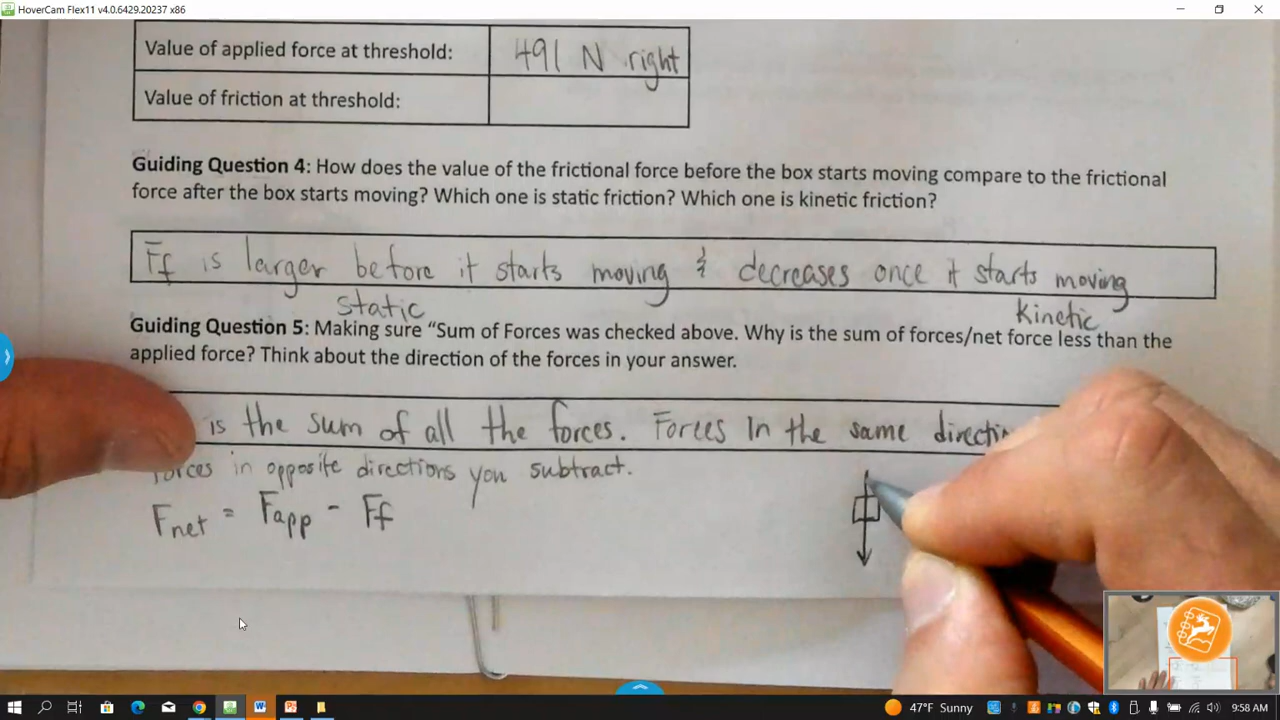 HoverCam Flex11 v4.0.6429.20237 x86
Value of applied force at threshold: 491 N right
Value of friction at threshold:
Guiding Question 4: How does the value of the frictional force before the box starts moving compare to the frictional
force after the box starts moving? Which one is static friction? Which one is kinetic friction?
Ff is larger before it starts moving & decreases once it starts moving
static kinetic
Guiding Question 5: Making sure “Sum of Forces was checked above. Why is the sum of forces/net force less than the
applied force? Think about the direction of the forces in your answer.
is the sum of all the forces. Forces in the same
forces in opposite directions you subtract.
Fnet = Fapp - Ff
47°F Sunny 9:58 AM